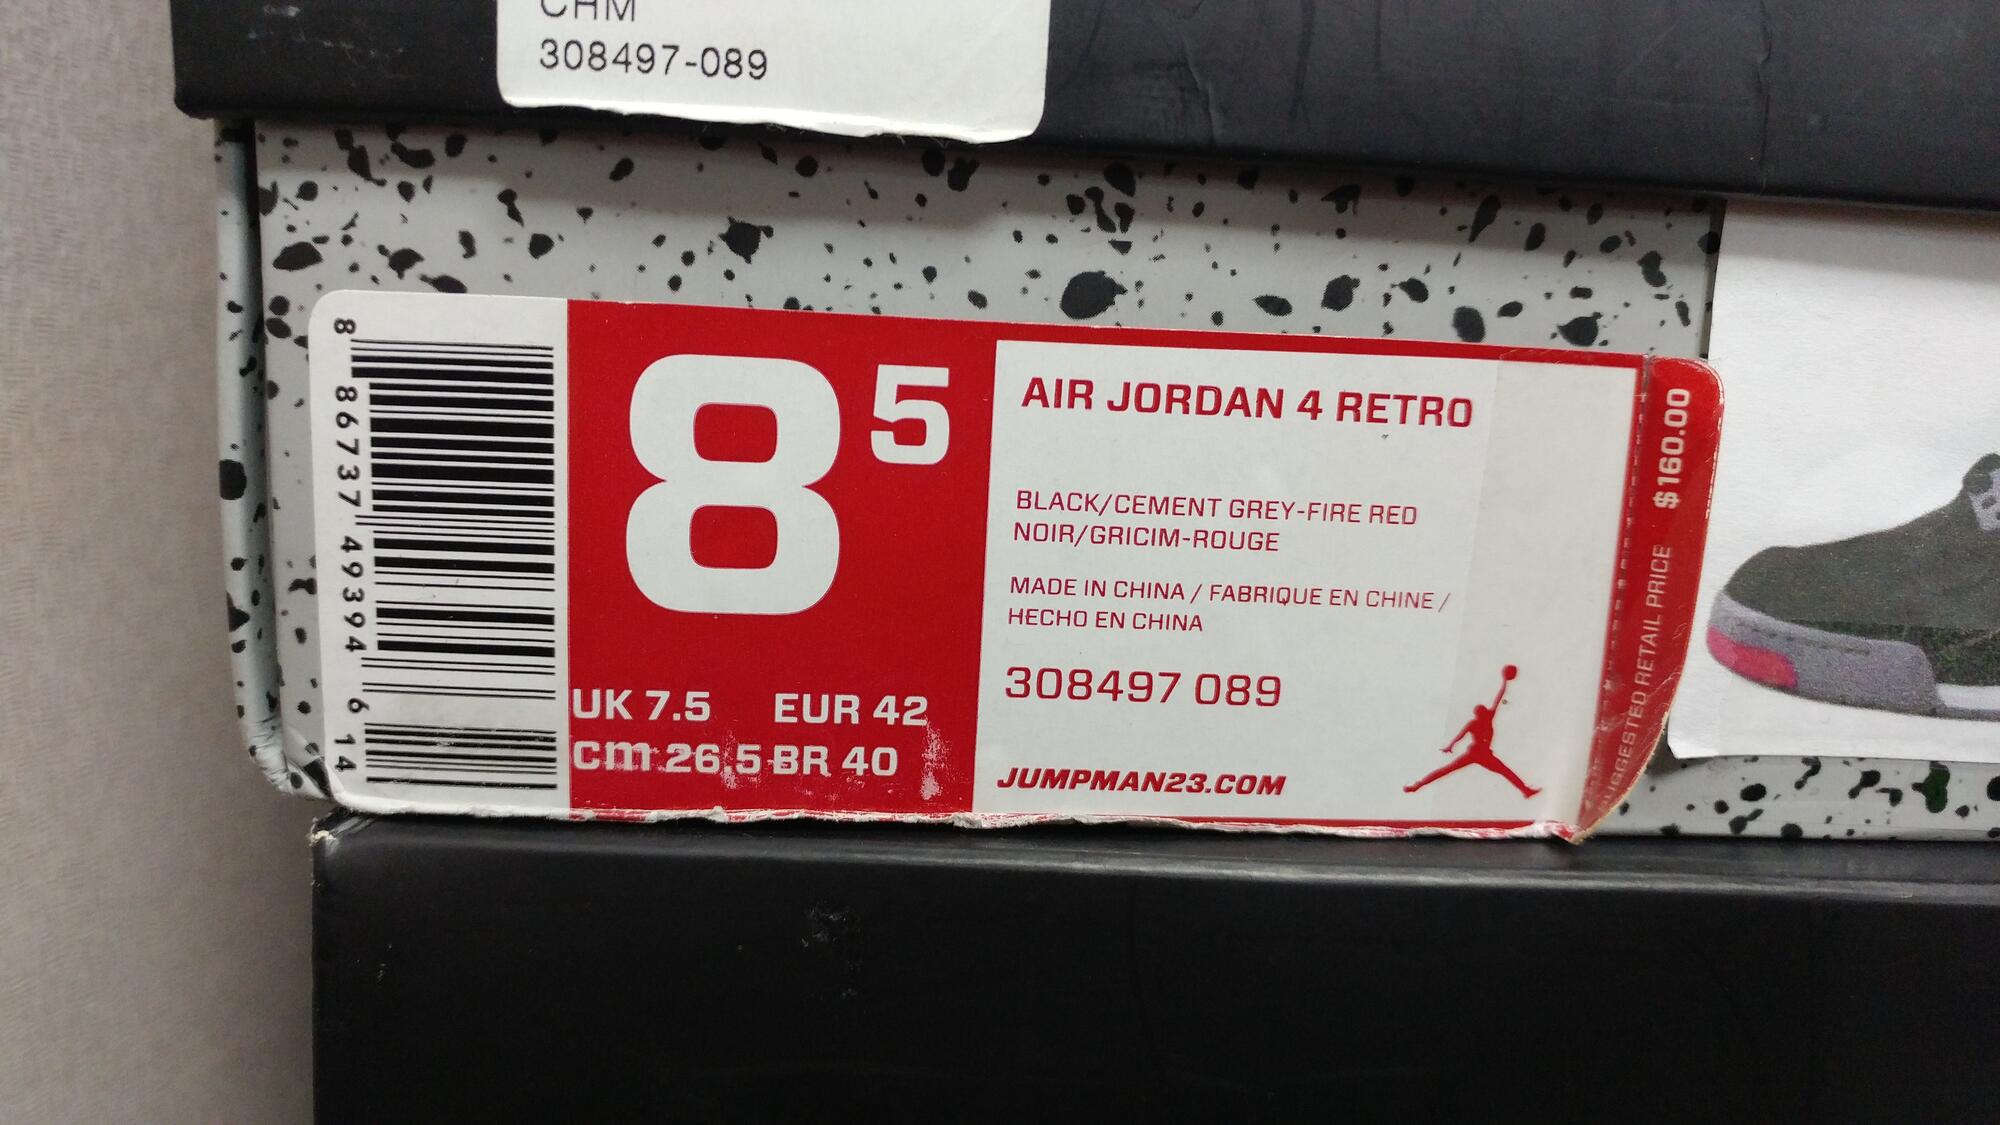 CHM
308497-089
8 86737 49394 6 14
8 5
UK 7.5 EUR 42
cm 26.5 BR 40
AIR JORDAN 4 RETRO
BLACK/CEMENT GREY-FIRE RED
NOIR/GRICIM-ROUGE
MADE IN CHINA / FABRIQUE EN CHINE /
HECHO EN CHINA
308497 089
JUMPMAN23.COM
SUGGESTED RETAIL PRICE $160.00